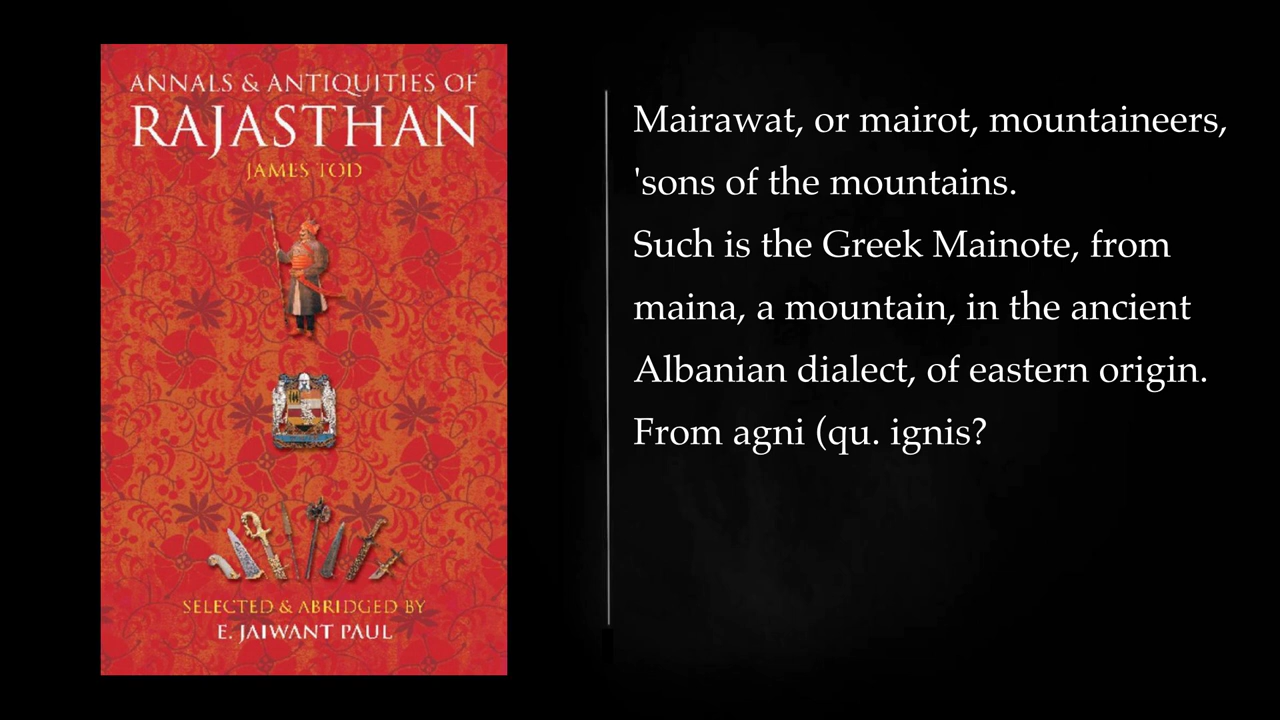 ANNALS & ANTIQUITIES OF
RAJASTHAN
JAMES TOD
SELECTED & ABRIDGED BY
E. JAIWANT PAUL
Mairawat, or mairot, mountaineers,
'sons of the mountains.
Such is the Greek Mainote, from
maina, a mountain, in the ancient
Albanian dialect, of eastern origin.
From agni (qu. ignis?